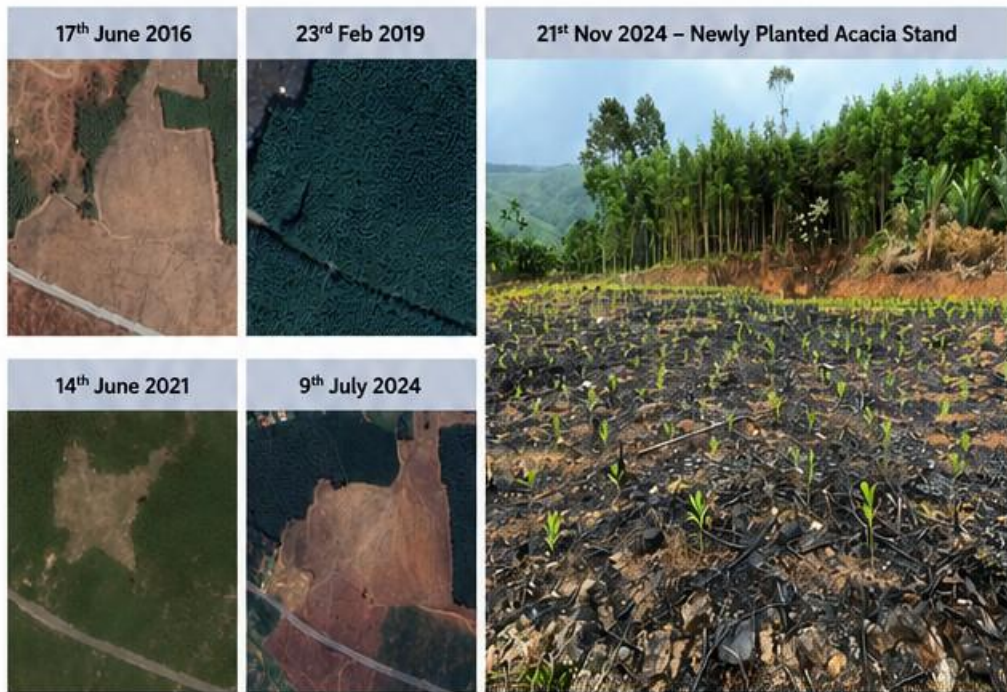 17th June 2016
23rd Feb 2019
21st Nov 2024 – Newly Planted Acacia Stand
14th June 2021
9th July 2024